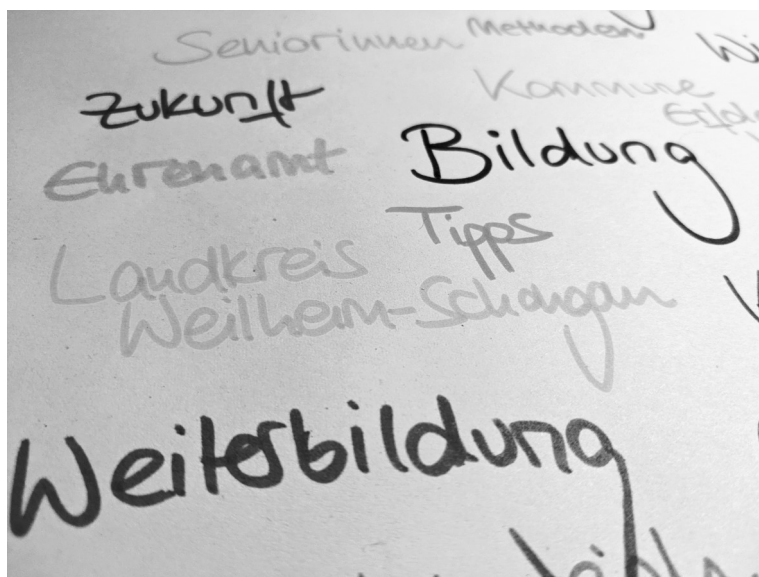 Seniorinnen Methoden
Zukunft Kommune
Ehrenamt Bildung
Tipps
Landkreis
Weilheim-Schongau
Weiterbildung